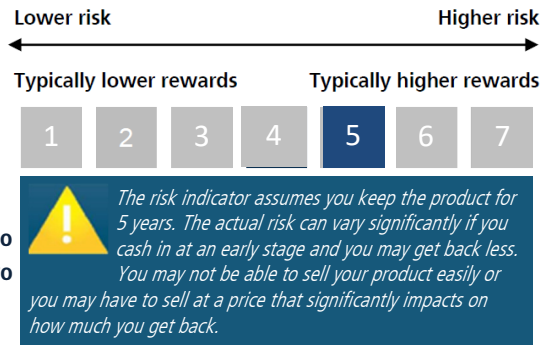 Lower risk Higher risk
Typically lower rewards Typically higher rewards
1 2 3 4 5 6 7
The risk indicator assumes you keep the product for
5 years. The actual risk can vary significantly if you
o cash in at an early stage and you may get back less.
o You may not be able to sell your product easily or
you may have to sell at a price that significantly impacts on
how much you get back.